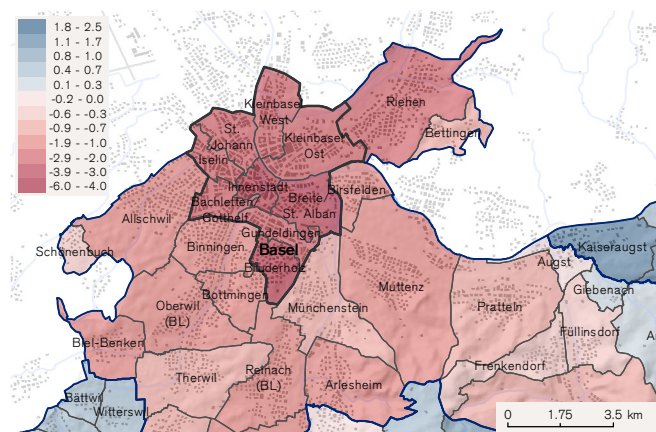 1.8 - 2.5
1.1 - 1.7
0.8 - 1.0
0.4 - 0.7
0.1 - 0.3
-0.2 - 0.0
-0.6 - -0.3
-0.9 - -0.7
-1.9 - -1.0
-2.9 - -2.0
-3.9 - -3.0
-6.0 - -4.0
Riehen
Kleinbasel
West
Bettingen
St.
Johann
Kleinbasel
Ost
Iselin
Innenstadt
Birsfelden
Bachletten
Gotthelf
Breite/
St. Alban
Allschwil
Gundeldingen
Schönenbuch
Binningen
Basel
Kaiseraugst
Augst
Bruderholz
Muttenz
Giebenach
Bottmingen
Oberwil
(BL)
Münchenstein
Pratteln
Füllinsdorf
Biel-Benken
Frenkendorf
Therwil
Reinach
(BL)
Arlesheim
Bättwil
Witterswil
0 1.75 3.5 km